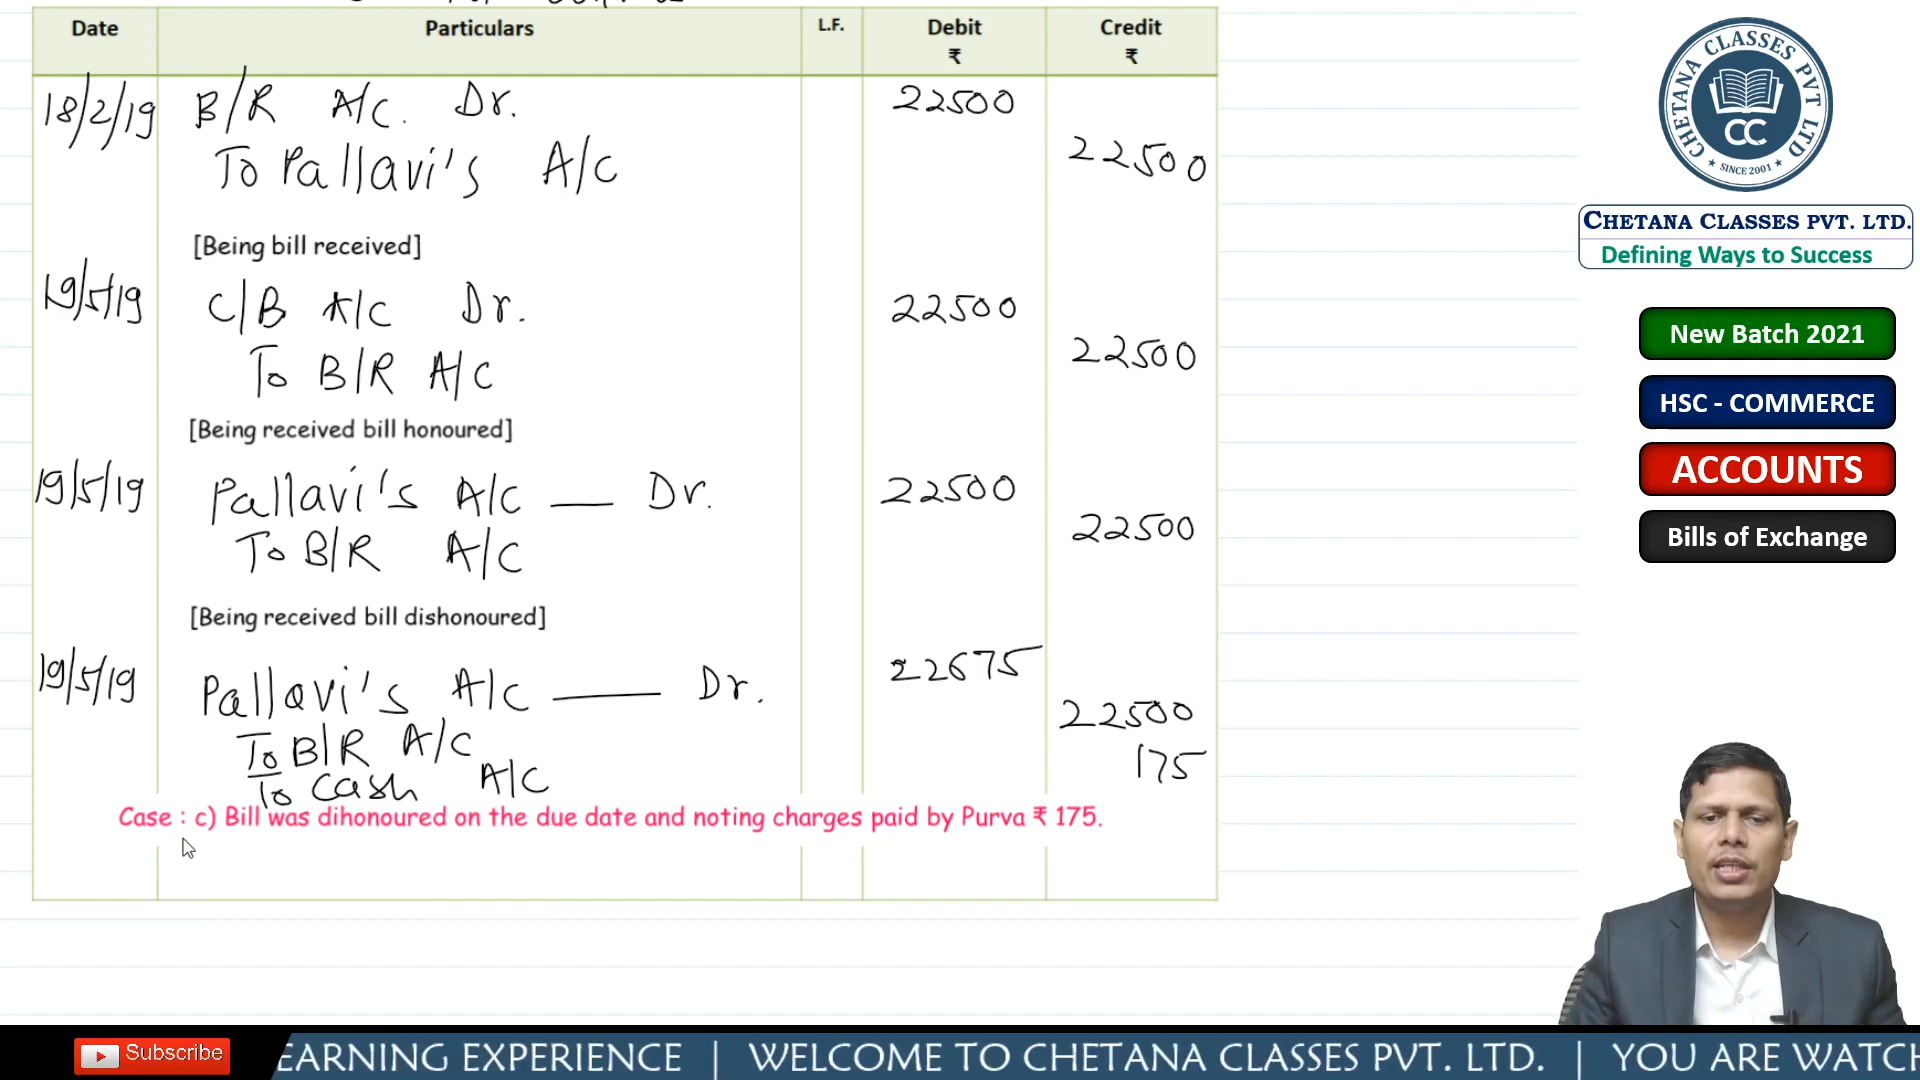 Date Particulars L.F. Debit ₹ Credit ₹
18/2/19 B/R A/c. Dr. 22500
To Pallavi's A/c 22500
[Being bill received]
19/5/19 C/B A/c Dr. 22500
To B/R A/c 22500
[Being received bill honoured]
19/5/19 Pallavi's A/c — Dr. 22500
To B/R A/c 22500
[Being received bill dishonoured]
19/5/19 Pallavi's A/c — Dr. 22675
To B/R A/c 22500
To Cash A/c 175
Case : c) Bill was dihonoured on the due date and noting charges paid by Purva ₹ 175.
CHETANA CLASSES PVT LTD
CC
SINCE 2001
CHETANA CLASSES PVT. LTD.
Defining Ways to Success
New Batch 2021
HSC - COMMERCE
ACCOUNTS
Bills of Exchange
Subscribe
EARNING EXPERIENCE | WELCOME TO CHETANA CLASSES PVT. LTD. | YOU ARE WATCH